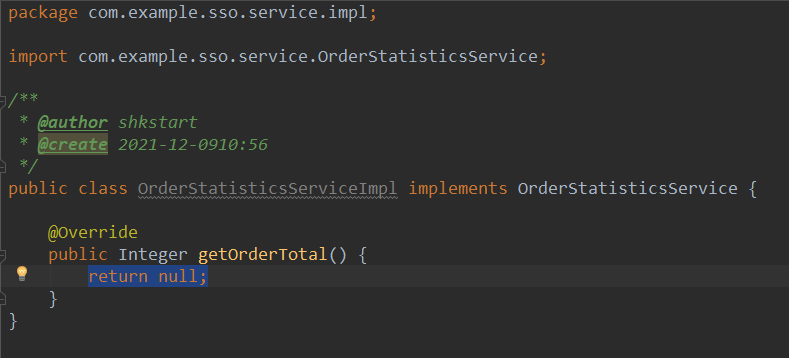 package com.example.sso.service.impl;
import com.example.sso.service.OrderStatisticsService;
/**
 * @author shkstart
 * @create 2021-12-0910:56
 */
public class OrderStatisticsServiceImpl implements OrderStatisticsService {
    @Override
    public Integer getOrderTotal() {
        return null;
    }
}